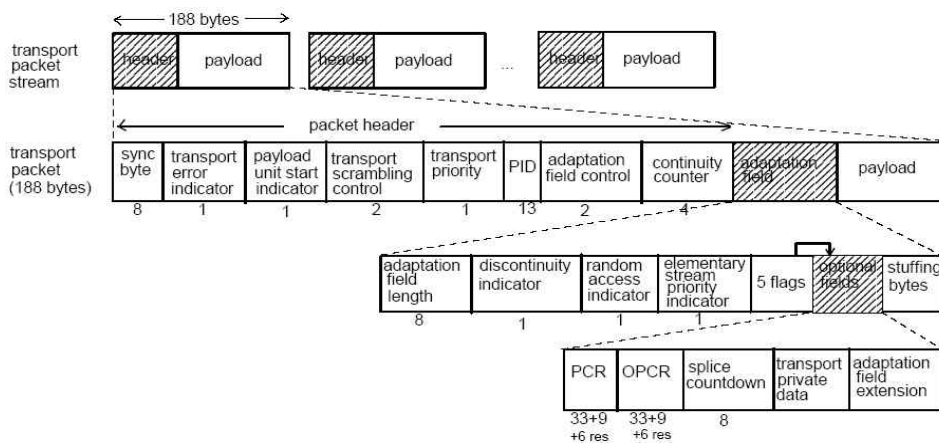 188 bytes
transport
packet
stream
header
payload
header
payload
...
header
payload
packet header
transport
packet
(188 bytes)
sync
byte
transport
error
indicator
payload
unit start
indicator
transport
scrambling
control
transport
priority
PID
adaptation
field control
continuity
counter
adaptation
field
payload
8
1
1
2
1
13
2
4
adaptation
field
length
discontinuity
indicator
random
access
indicator
elementary
stream
priority
indicator
5 flags
optional
fields
stuffing
bytes
8
1
1
1
PCR
OPCR
splice
countdown
transport
private
data
adaptation
field
extension
33+9
+6 res
33+9
+6 res
8